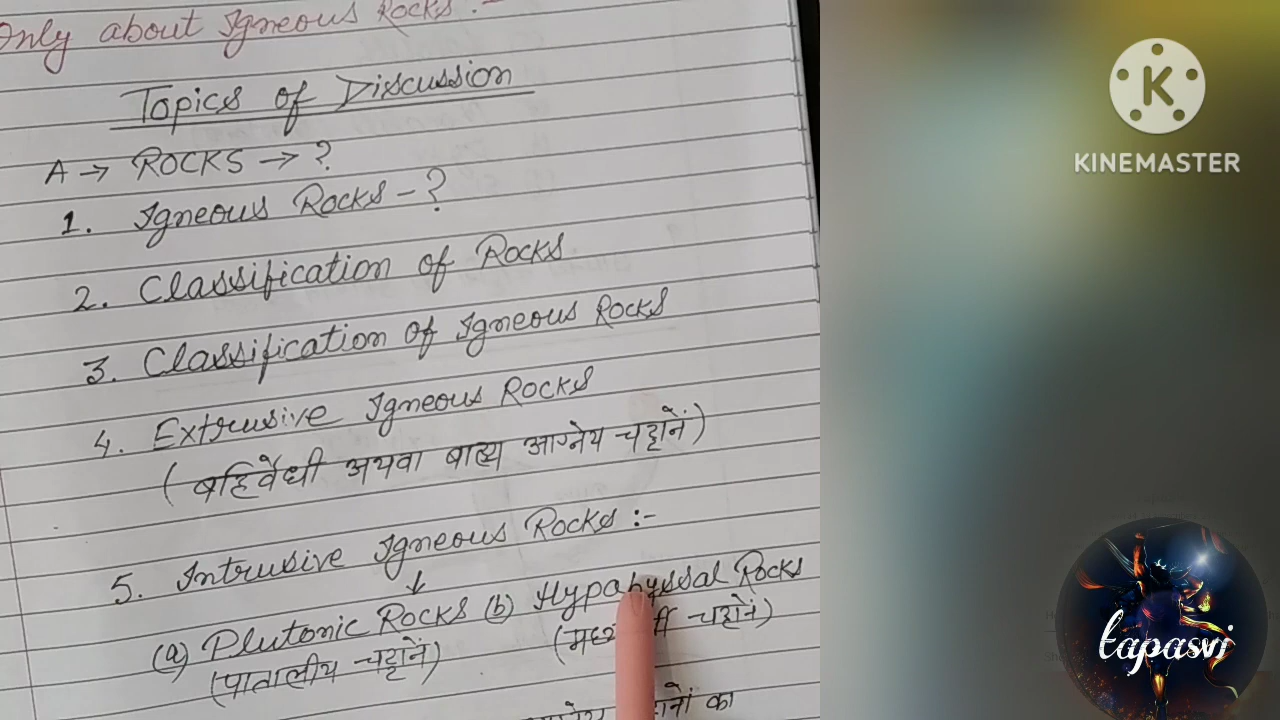 Only about Igneous Rocks :-
Topics of Discussion
A → ROCKS → ?
1. Igneous Rocks - ?
2. Classification of Rocks
3. Classification of Igneous Rocks
4. Extrusive Igneous Rocks
(बहिर्वेधी अथवा बाह्य आग्नेय चट्टानें)
5. Intrusive Igneous Rocks :-
↓
(a) Plutonic Rocks (b) Hypabyssal Rocks
(पातालीय चट्टानें) चट्टानें)
का
K
KINEMASTER
tapasvi